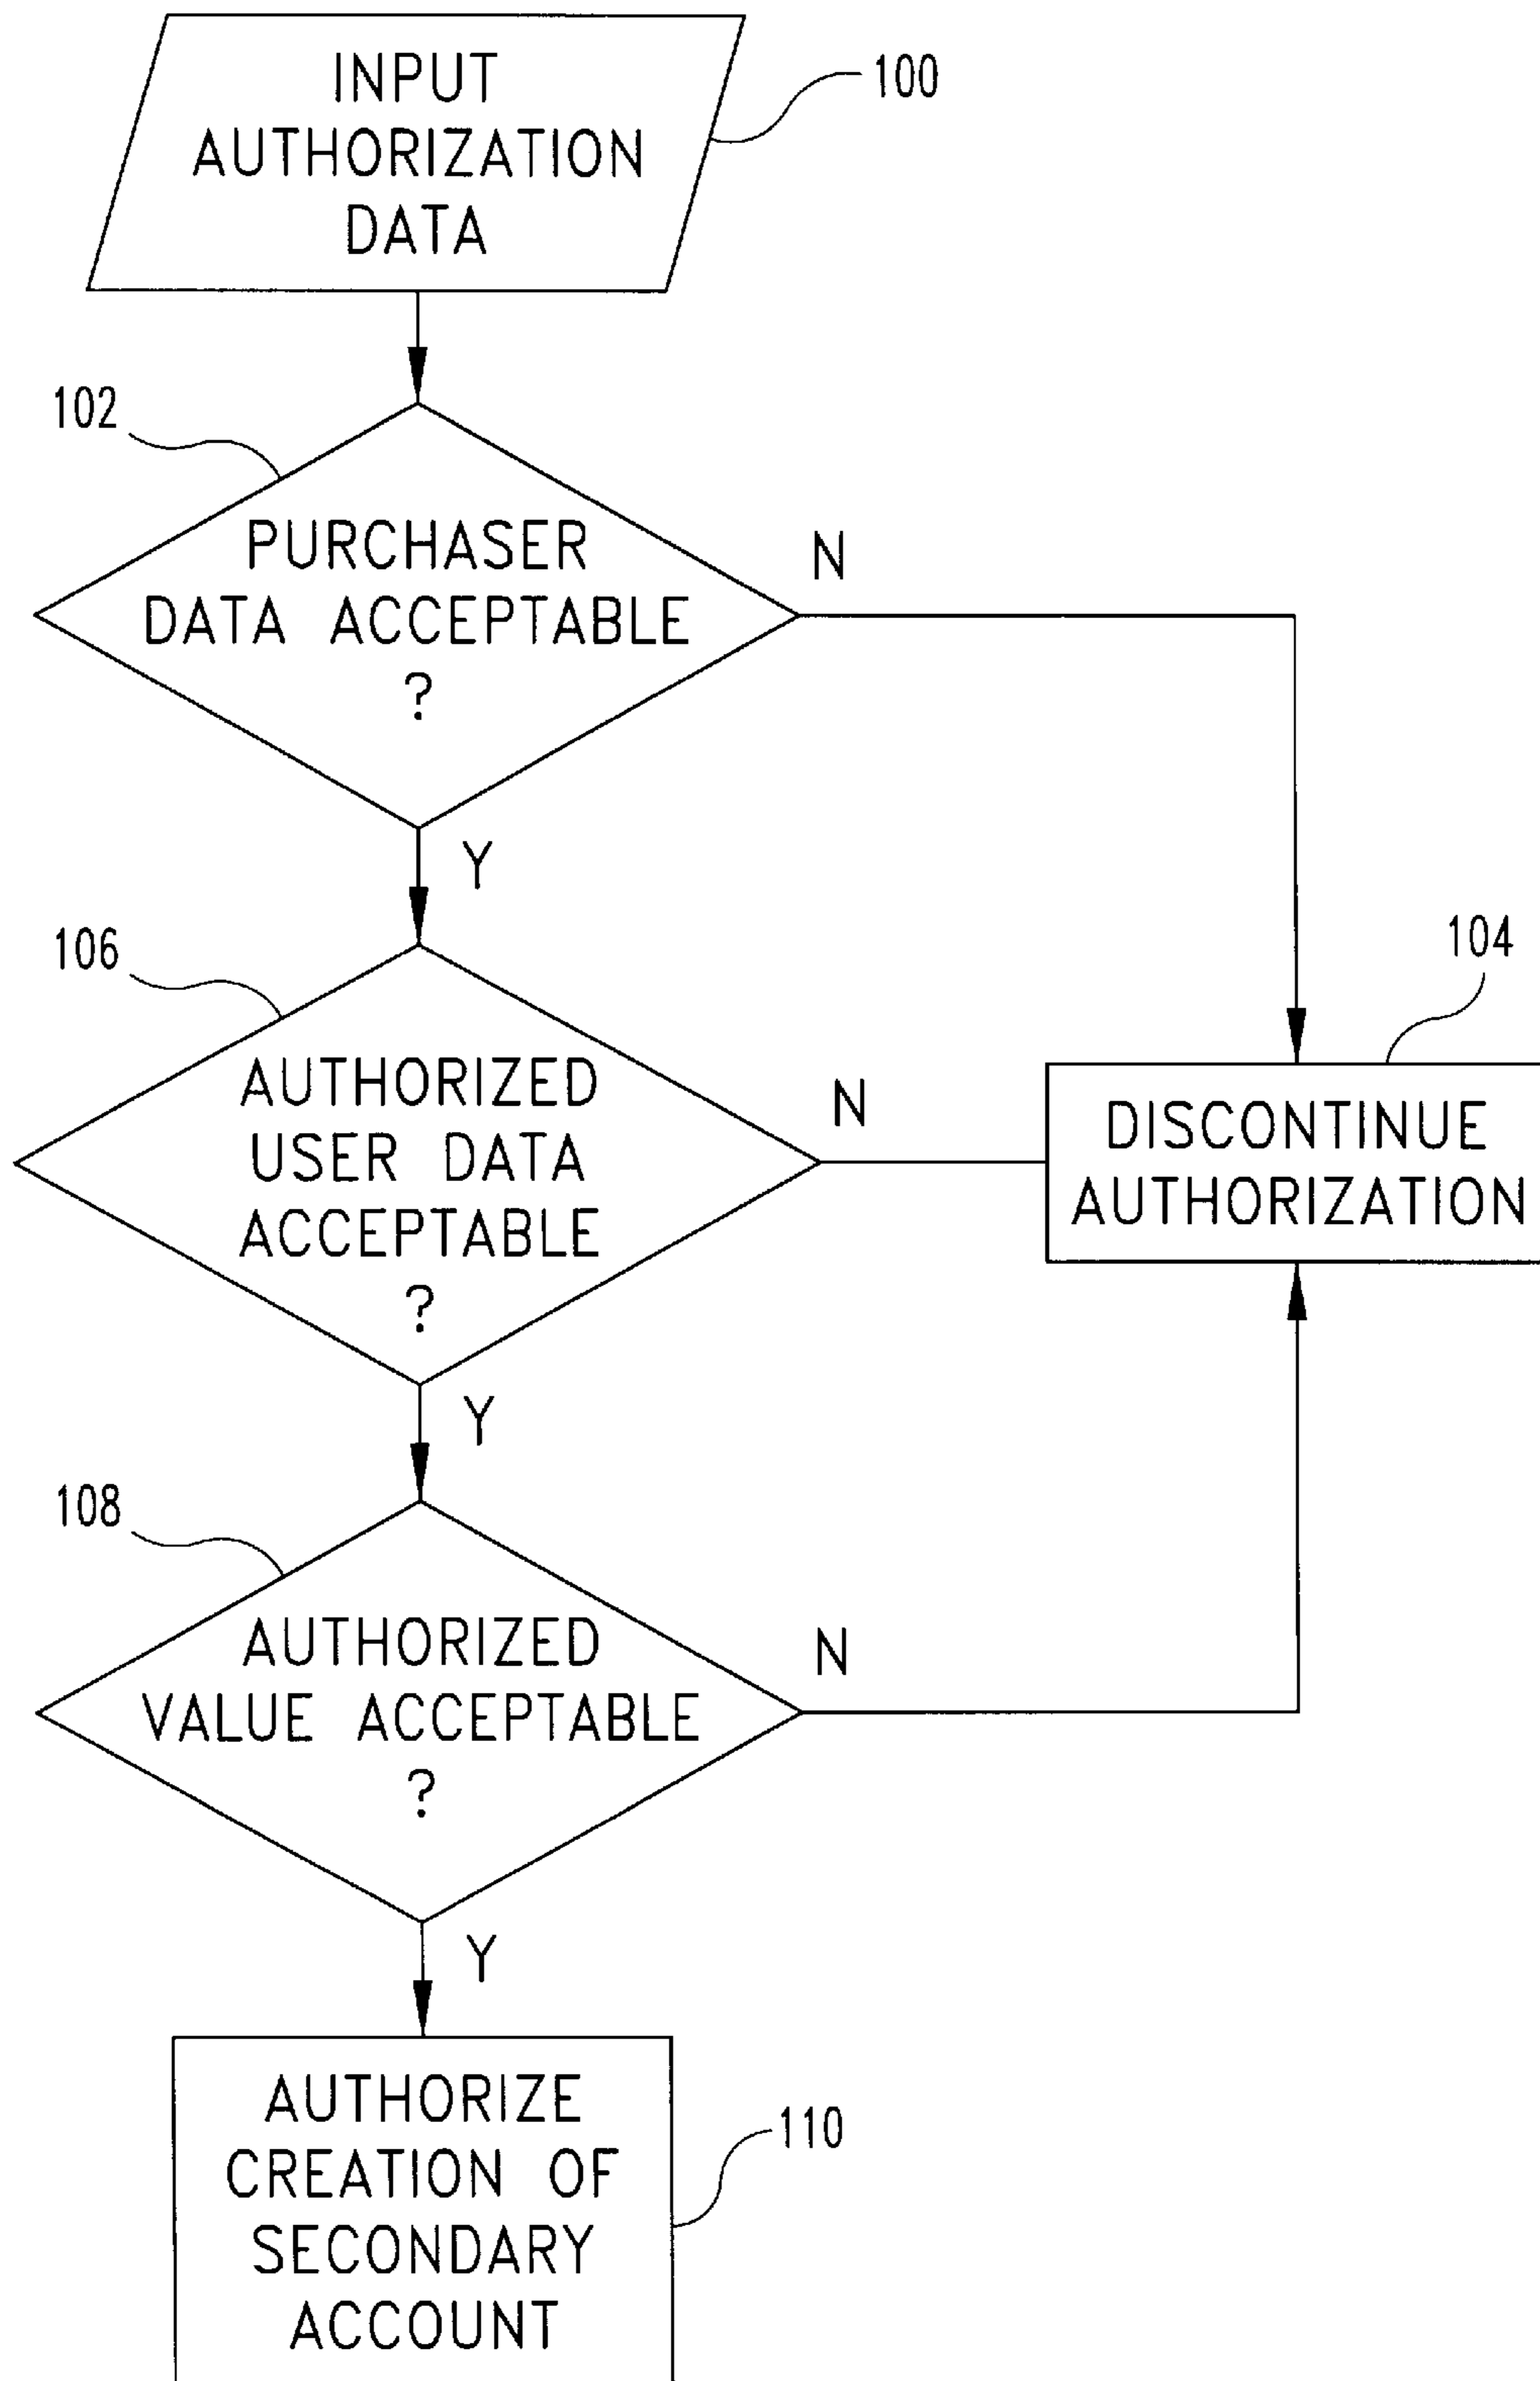 INPUT
AUTHORIZATION
DATA
100
102
PURCHASER
DATA ACCEPTABLE
?
N
Y
106
AUTHORIZED
USER DATA
ACCEPTABLE
?
N
104
DISCONTINUE
AUTHORIZATION
Y
108
AUTHORIZED
VALUE ACCEPTABLE
?
N
Y
AUTHORIZE
CREATION OF
SECONDARY
ACCOUNT
110